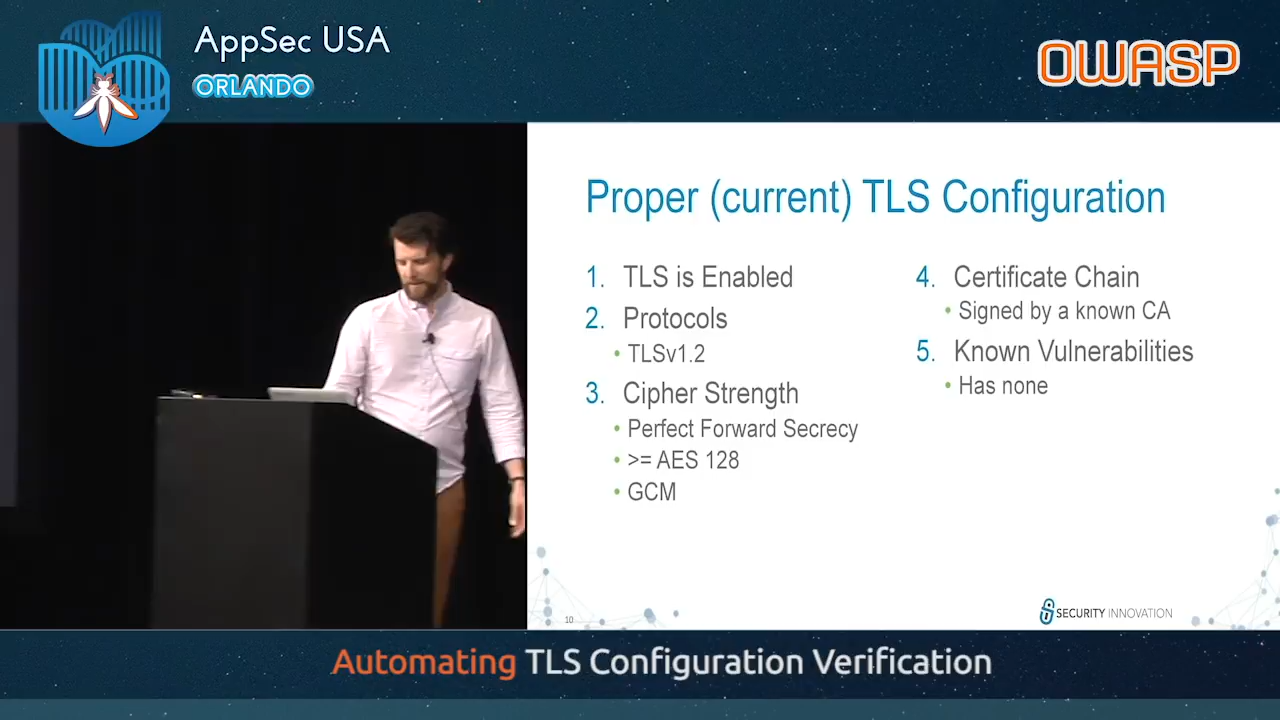 AppSec USA
ORLANDO
OWASP
Proper (current) TLS Configuration
1. TLS is Enabled
2. Protocols
• TLSv1.2
3. Cipher Strength
• Perfect Forward Secrecy
• >= AES 128
• GCM
4. Certificate Chain
• Signed by a known CA
5. Known Vulnerabilities
• Has none
10
SECURITY INNOVATION
Automating TLS Configuration Verification